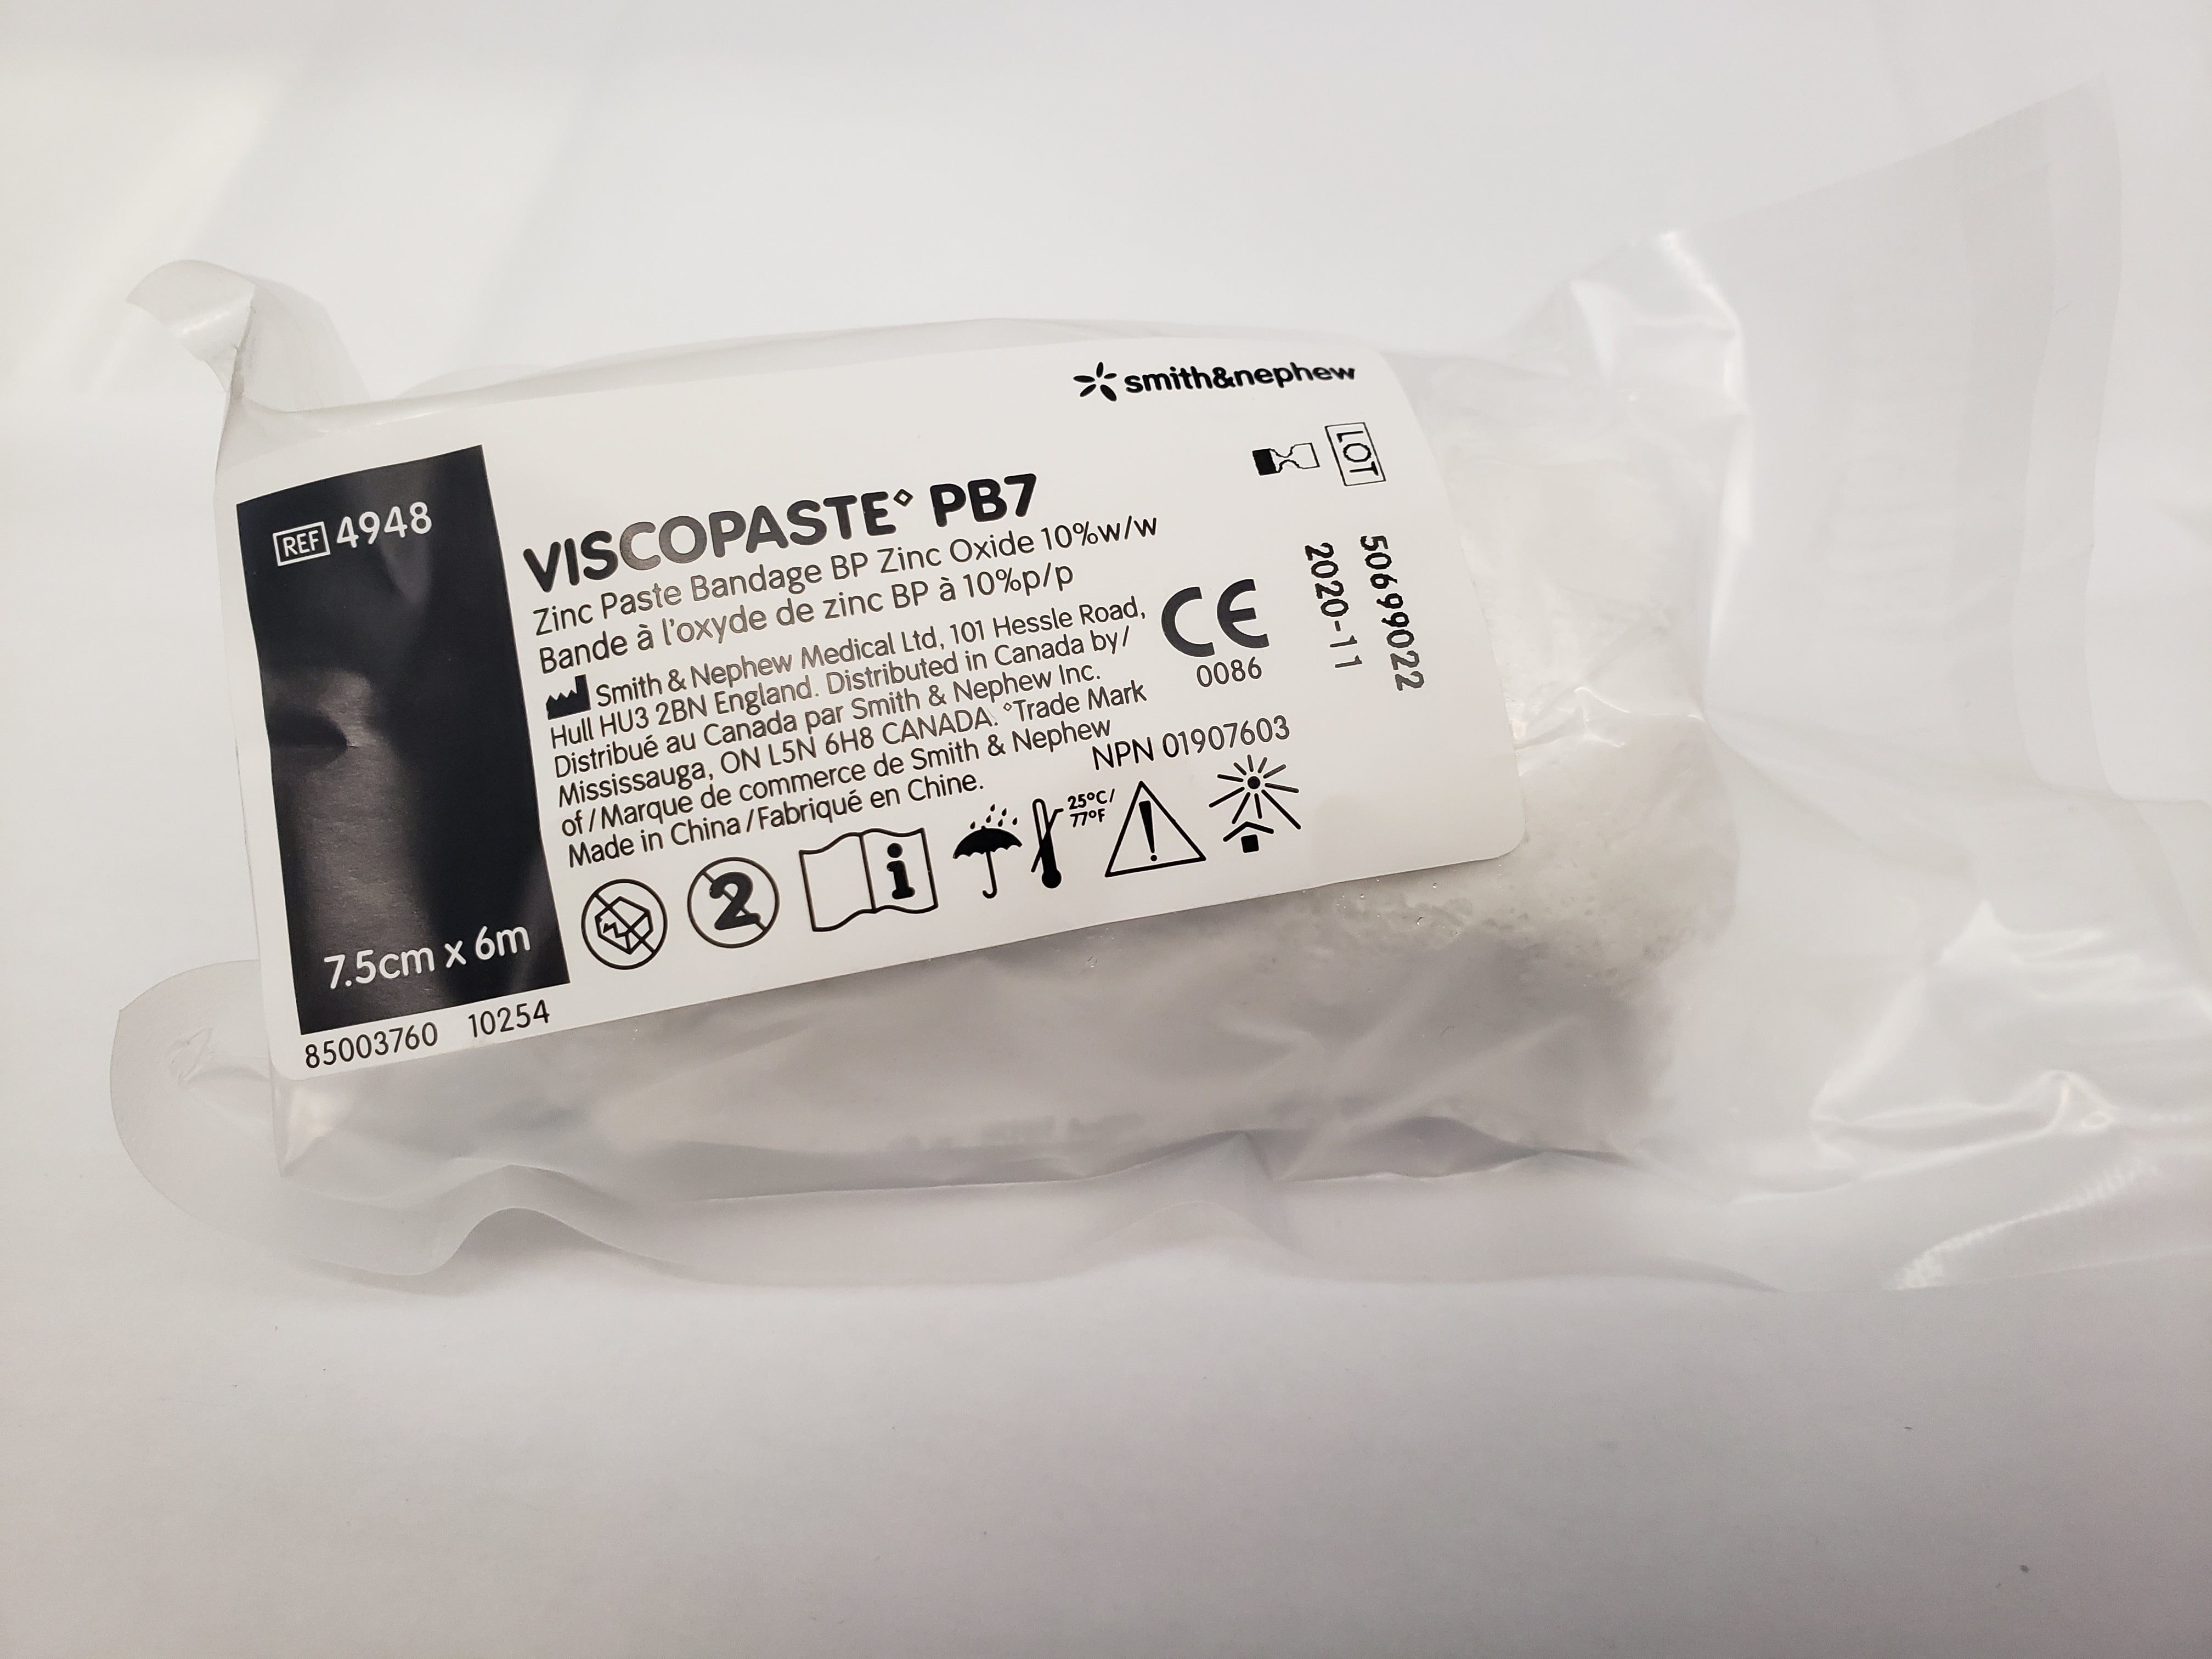 smith&nephew
LOT
50699022
2020-11
REF 4948
VISCOPASTE◊ PB7
Zinc Paste Bandage BP Zinc Oxide 10%w/w
Bande à l'oxyde de zinc BP à 10%p/p
Smith & Nephew Medical Ltd, 101 Hessle Road,
Hull HU3 2BN England. Distributed in Canada by/
Distribué au Canada par Smith & Nephew Inc.
Mississauga, ON L5N 6H8 CANADA. ◊Trade Mark
of/Marque de commerce de Smith & Nephew
Made in China/Fabriqué en Chine.
CE
0086
NPN 01907603
2
i
25°C/
77°F
!
7.5cm x 6m
85003760 10254